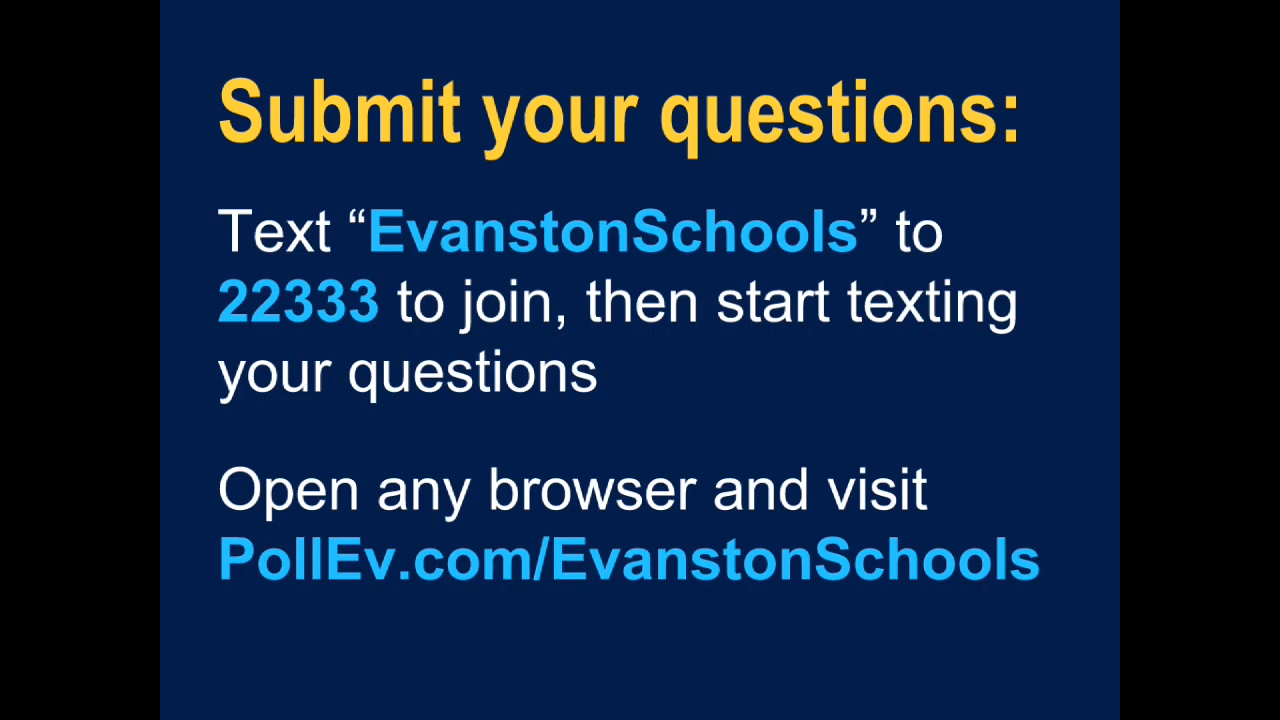 Submit your questions:
Text “EvanstonSchools” to
22333 to join, then start texting
your questions
Open any browser and visit
PollEv.com/EvanstonSchools